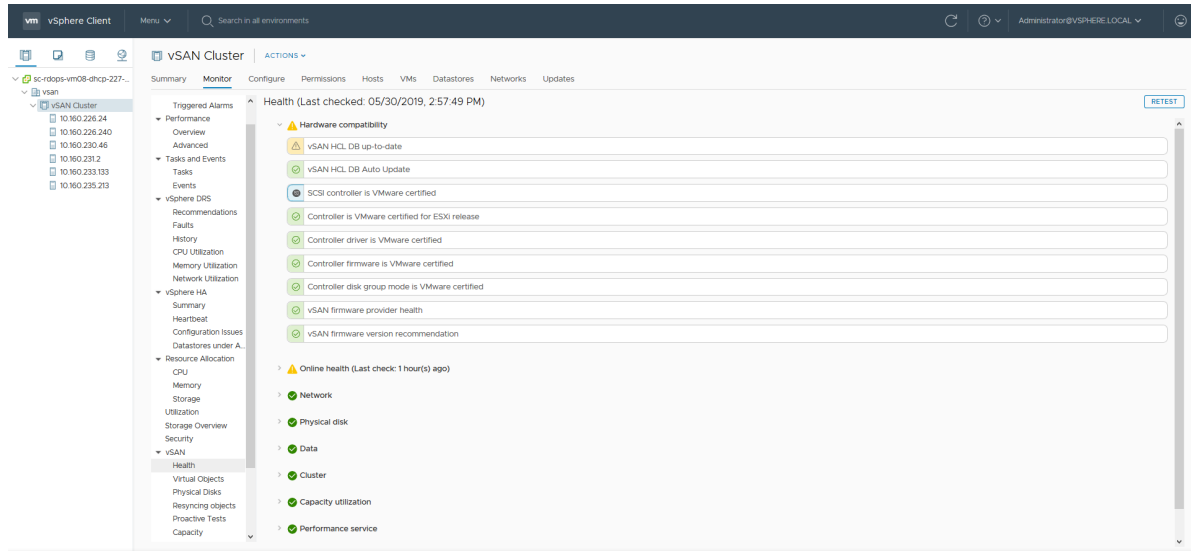 vm vSphere Client Menu Search in all environments Administrator@VSPHERE.LOCAL
sc-rdops-vm08-dhcp-227-...
vsan
vSAN Cluster
10.160.226.24
10.160.226.240
10.160.230.46
10.160.231.2
10.160.233.133
10.160.235.213
vSAN Cluster ACTIONS
Summary Monitor Configure Permissions Hosts VMs Datastores Networks Updates
Triggered Alarms
Performance
Overview
Advanced
Tasks and Events
Tasks
Events
vSphere DRS
Recommendations
Faults
History
CPU Utilization
Memory Utilization
Network Utilization
vSphere HA
Summary
Heartbeat
Configuration Issues
Datastores under A...
Resource Allocation
CPU
Memory
Storage
Utilization
Storage Overview
Security
vSAN
Health
Virtual Objects
Physical Disks
Resyncing objects
Proactive Tests
Capacity
Health (Last checked: 05/30/2019, 2:57:49 PM) RETEST
Hardware compatibility
vSAN HCL DB up-to-date
vSAN HCL DB Auto Update
SCSI controller is VMware certified
Controller is VMware certified for ESXi release
Controller driver is VMware certified
Controller firmware is VMware certified
Controller disk group mode is VMware certified
vSAN firmware provider health
vSAN firmware version recommendation
Online health (Last check: 1 hour(s) ago)
Network
Physical disk
Data
Cluster
Capacity utilization
Performance service